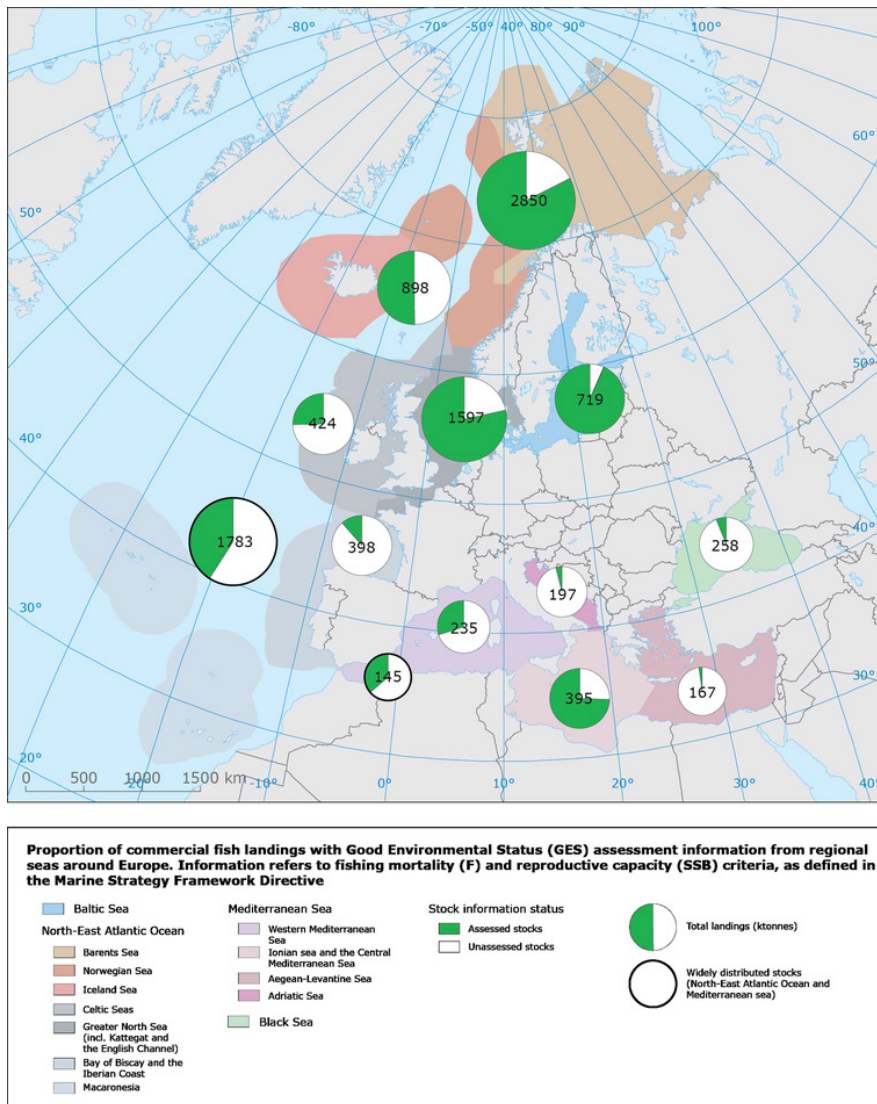 -80°
-70°
-50°
40°
80°
90°
100°
60°
50°
50°
40°
40°
30°
30°
20°
2850
898
719
1597
424
1783
398
258
197
235
145
395
167
0 500 1000 1500 km
-20°
-10°
0°
10°
20°
30°
40°
Proportion of commercial fish landings with Good Environmental Status (GES) assessment information from regional
seas around Europe. Information refers to fishing mortality (F) and reproductive capacity (SSB) criteria, as defined in
the Marine Strategy Framework Directive
Baltic Sea
North-East Atlantic Ocean
Barents Sea
Norwegian Sea
Iceland Sea
Celtic Seas
Greater North Sea
(incl. Kattegat and
the English Channel)
Bay of Biscay and the
Iberian Coast
Macaronesia
Mediterranean Sea
Western Mediterranean
Sea
Ionian sea and the Central
Mediterranean Sea
Aegean-Levantine Sea
Adriatic Sea
Black Sea
Stock information status
Assessed stocks
Unassessed stocks
Total landings (ktonnes)
Widely distributed stocks
(North-East Atlantic Ocean and
Mediterranean sea)